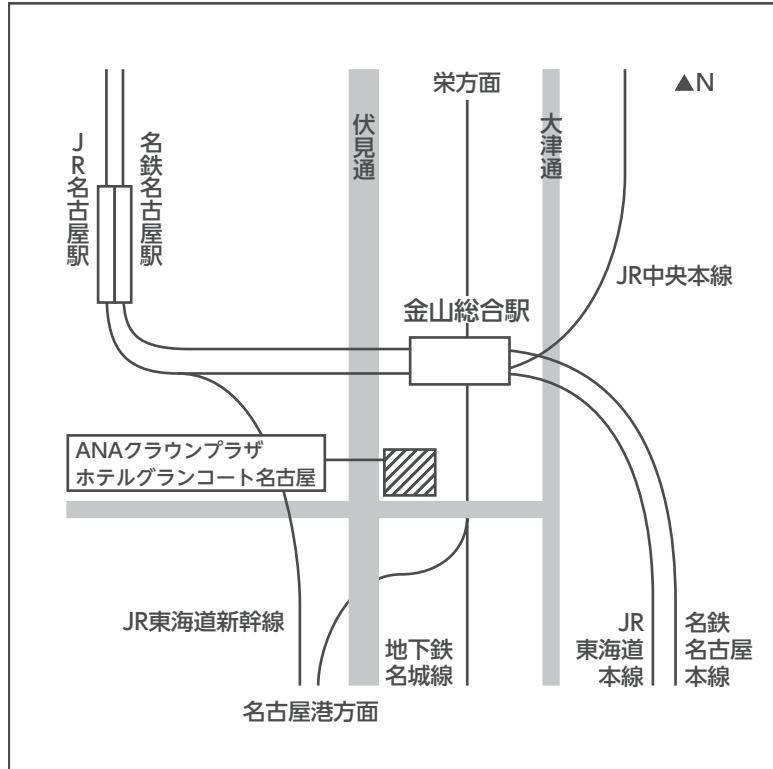 栄方面
▲N
伏見通
大津通
JR名古屋駅
名鉄名古屋駅
JR中央本線
金山総合駅
ANAクラウンプラザ
ホテルグランコート名古屋
JR東海道新幹線
地下鉄
名城線
JR
東海道
本線
名鉄
名古屋
本線
名古屋港方面